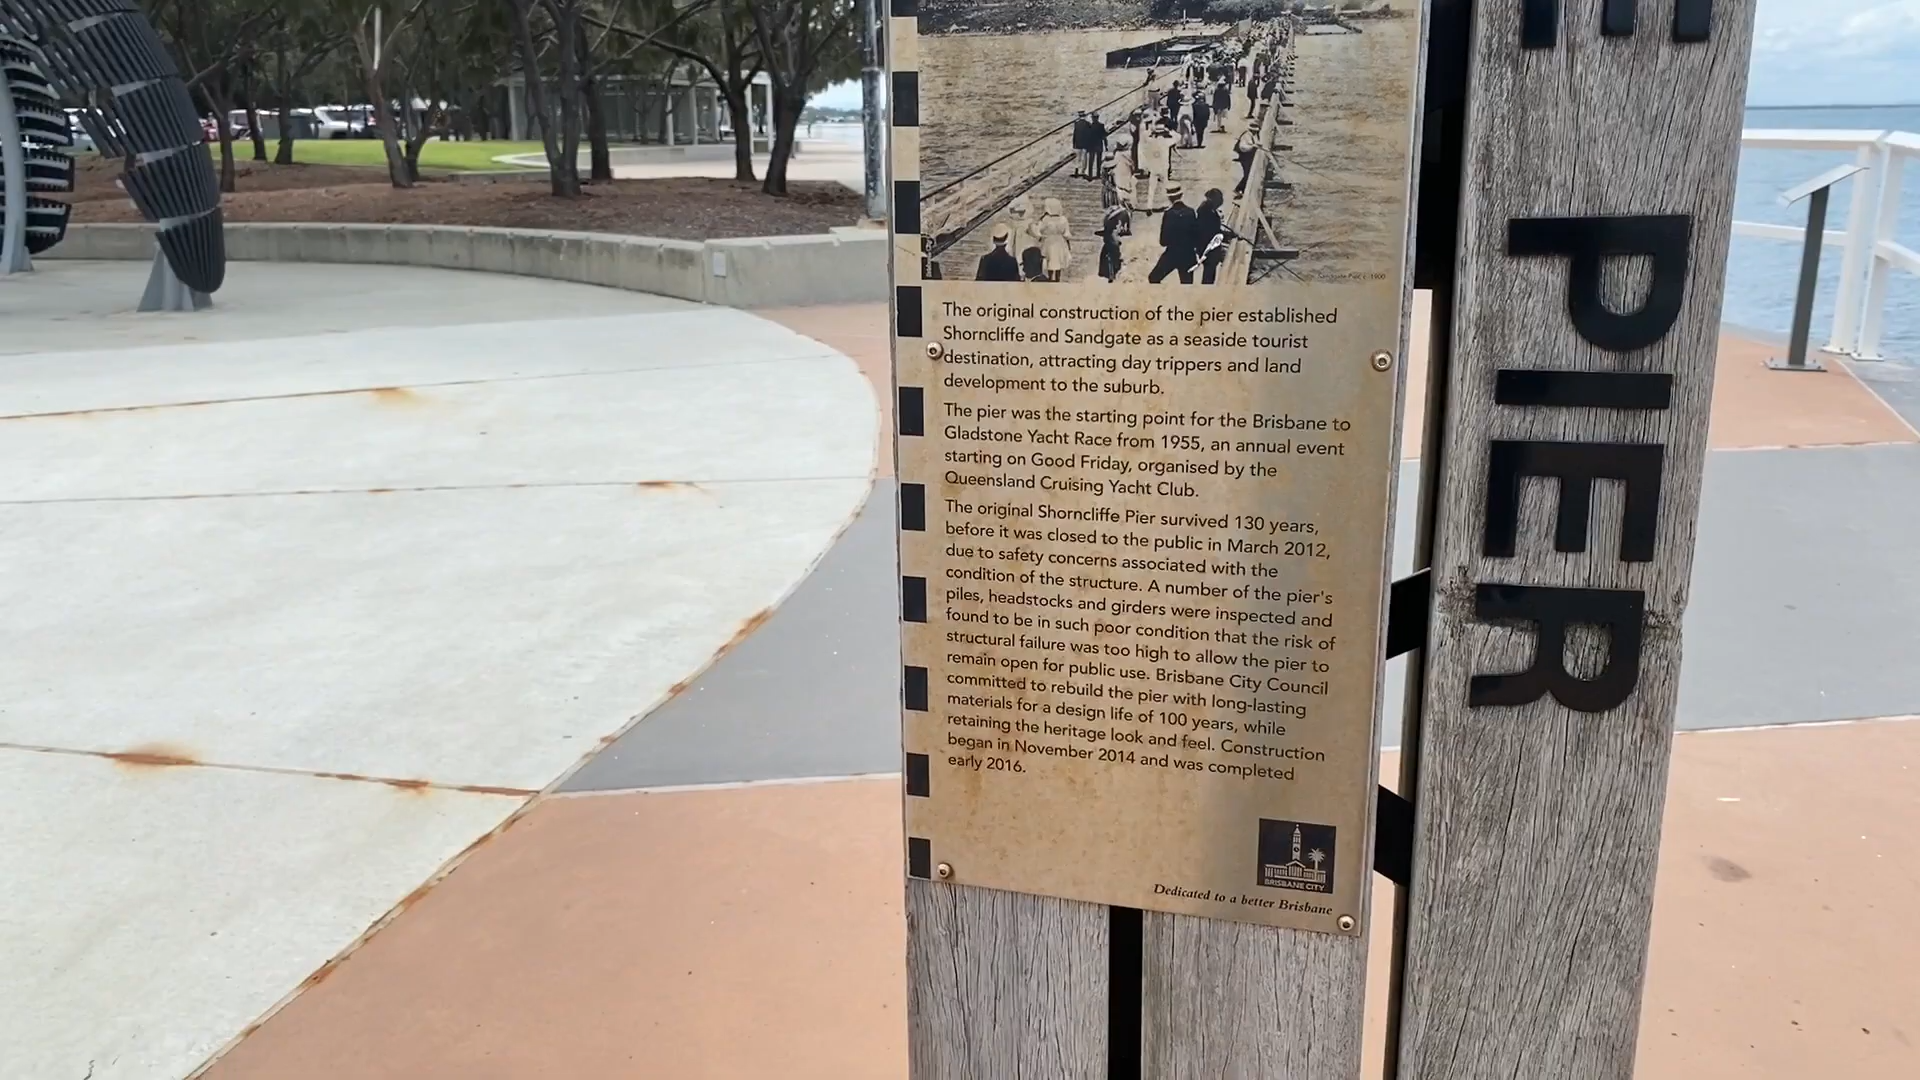 The original construction of the pier established
Shorncliffe and Sandgate as a seaside tourist
destination, attracting day trippers and land
development to the suburb.
The pier was the starting point for the Brisbane to
Gladstone Yacht Race from 1955, an annual event
starting on Good Friday, organised by the
Queensland Cruising Yacht Club.
The original Shorncliffe Pier survived 130 years,
before it was closed to the public in March 2012,
due to safety concerns associated with the
condition of the structure. A number of the pier's
piles, headstocks and girders were inspected and
found to be in such poor condition that the risk of
structural failure was too high to allow the pier to
remain open for public use. Brisbane City Council
committed to rebuild the pier with long-lasting
materials for a design life of 100 years, while
retaining the heritage look and feel. Construction
began in November 2014 and was completed
early 2016.
BRISBANE CITY
Dedicated to a better Brisbane
PIER